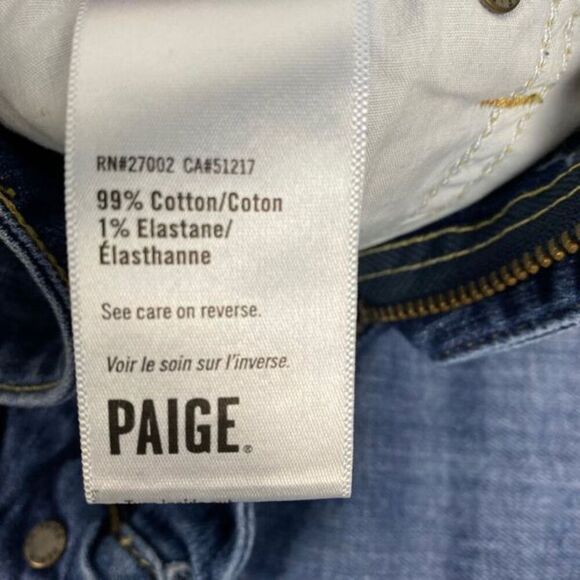 RN#27002 CA#51217
99% Cotton/Coton
1% Elastane/
Élasthanne
See care on reverse.
Voir le soin sur l'inverse.
PAIGE®